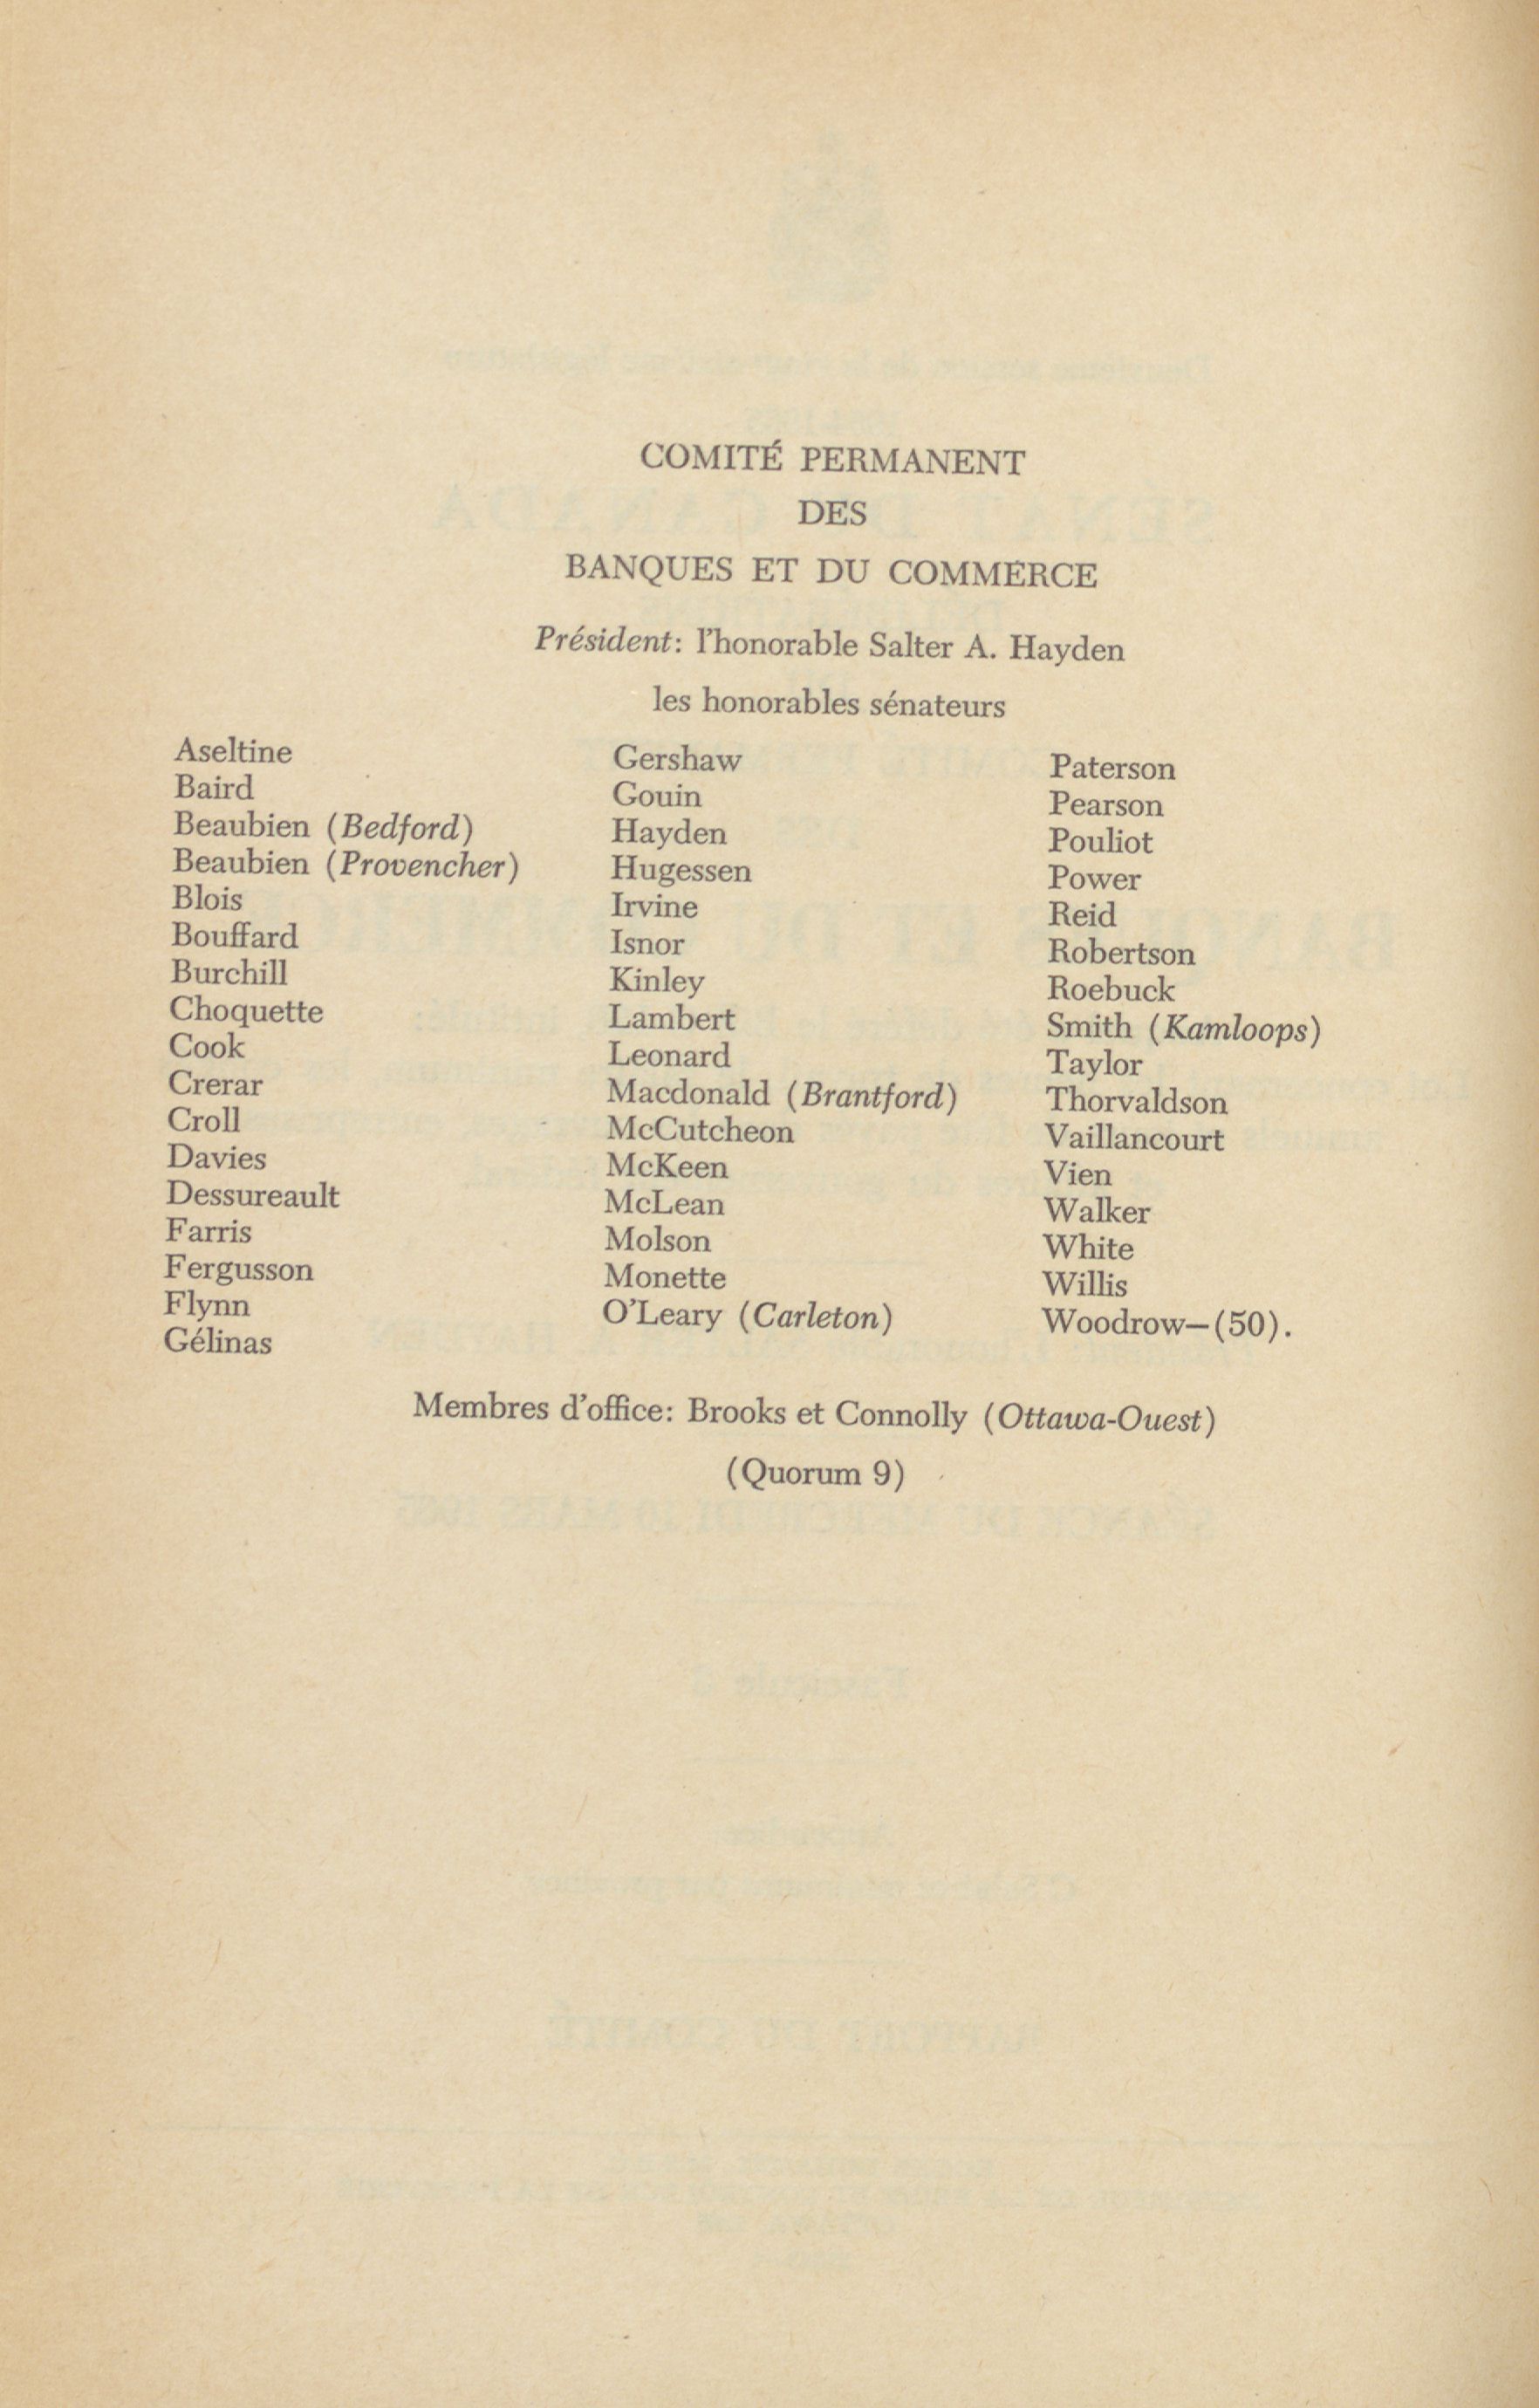 COMITÉ PERMANENT
DES
BANQUES ET DU COMMERCE
Président: l'honorable Salter A. Hayden
les honorables sénateurs
Aseltine
Baird
Beaubien (Bedford)
Beaubien (Provencher)
Blois
Bouffard
Burchill
Choquette
Cook
Crerar
Croll
Davies
Dessureault
Farris
Fergusson
Flynn
Gélinas
Gershaw
Gouin
Hayden
Hugessen
Irvine
Isnor
Kinley
Lambert
Leonard
Macdonald (Brantford)
McCutcheon
McKeen
McLean
Molson
Monette
O'Leary (Carleton)
Paterson
Pearson
Pouliot
Power
Reid
Robertson
Roebuck
Smith (Kamloops)
Taylor
Thorvaldson
Vaillancourt
Vien
Walker
White
Willis
Woodrow—(50).
Membres d'office: Brooks et Connolly (Ottawa-Ouest)
(Quorum 9)